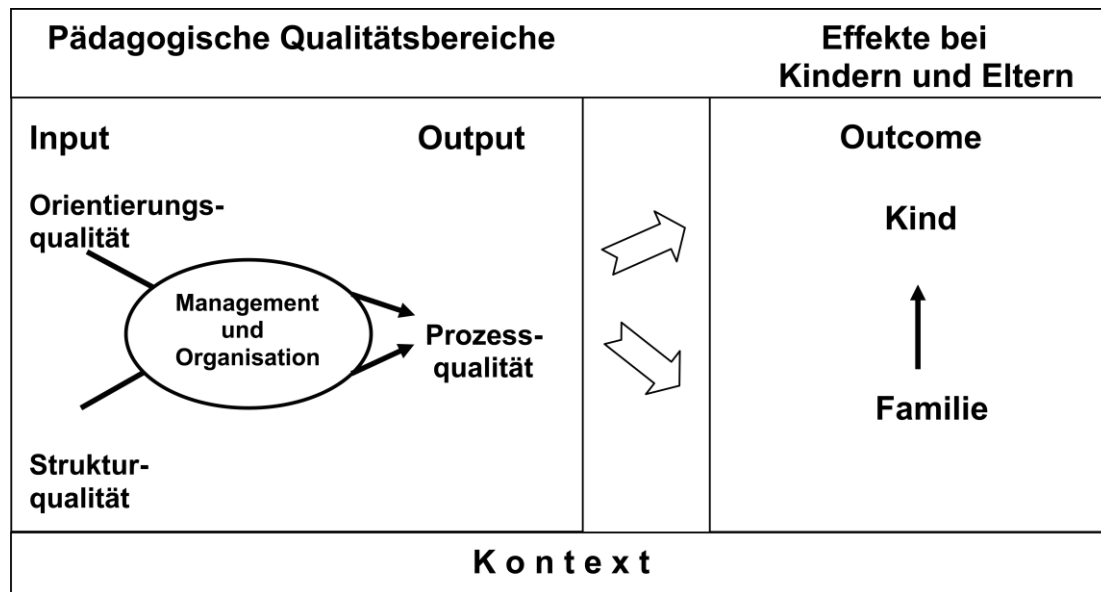 Pädagogische Qualitätsbereiche
Effekte bei
Kindern und Eltern
Input
Output
Orientierungs-
qualität
Management
und
Organisation
Prozess-
qualität
Struktur-
qualität
Outcome
Kind
Familie
K o n t e x t